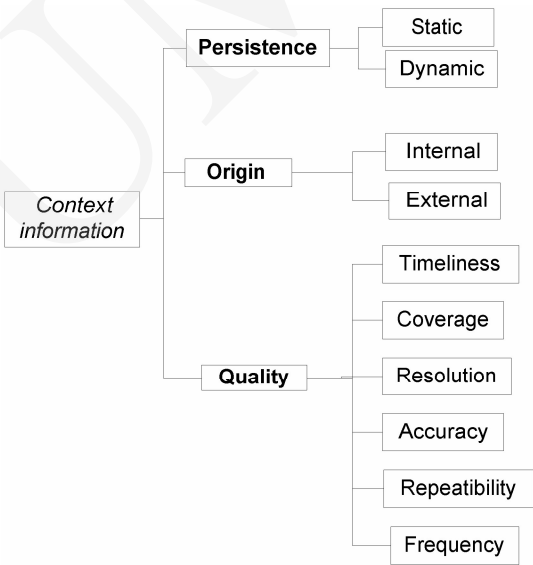 Static
Persistence
Dynamic
Internal
Origin
External
Context
information
Timeliness
Coverage
Quality
Resolution
Accuracy
Repeatibility
Frequency